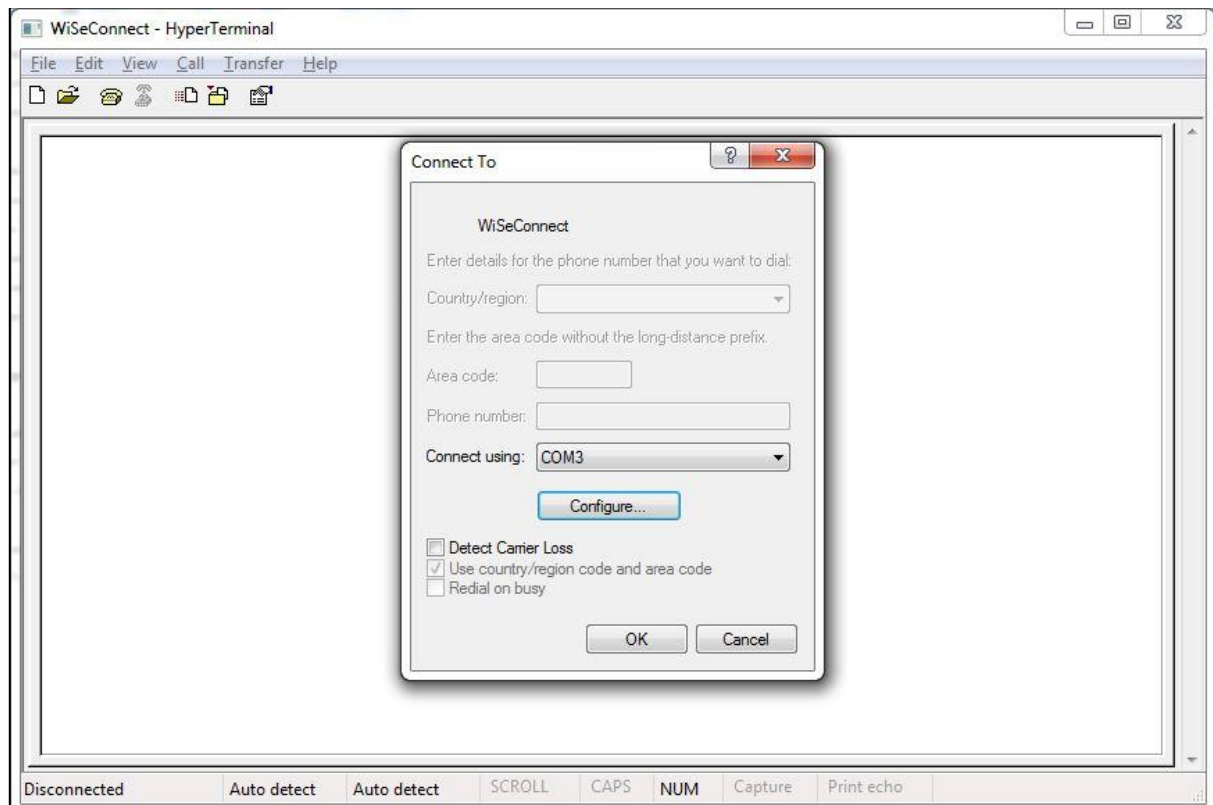 WiSeConnect - HyperTerminal
File Edit View Call Transfer Help
Connect To
WiSeConnect
Enter details for the phone number that you want to dial:
Country/region:
Enter the area code without the long-distance prefix.
Area code:
Phone number:
Connect using: COM3
Configure...
Detect Carrier Loss
Use country/region code and area code
Redial on busy
OK Cancel
Disconnected Auto detect Auto detect SCROLL CAPS NUM Capture Print echo